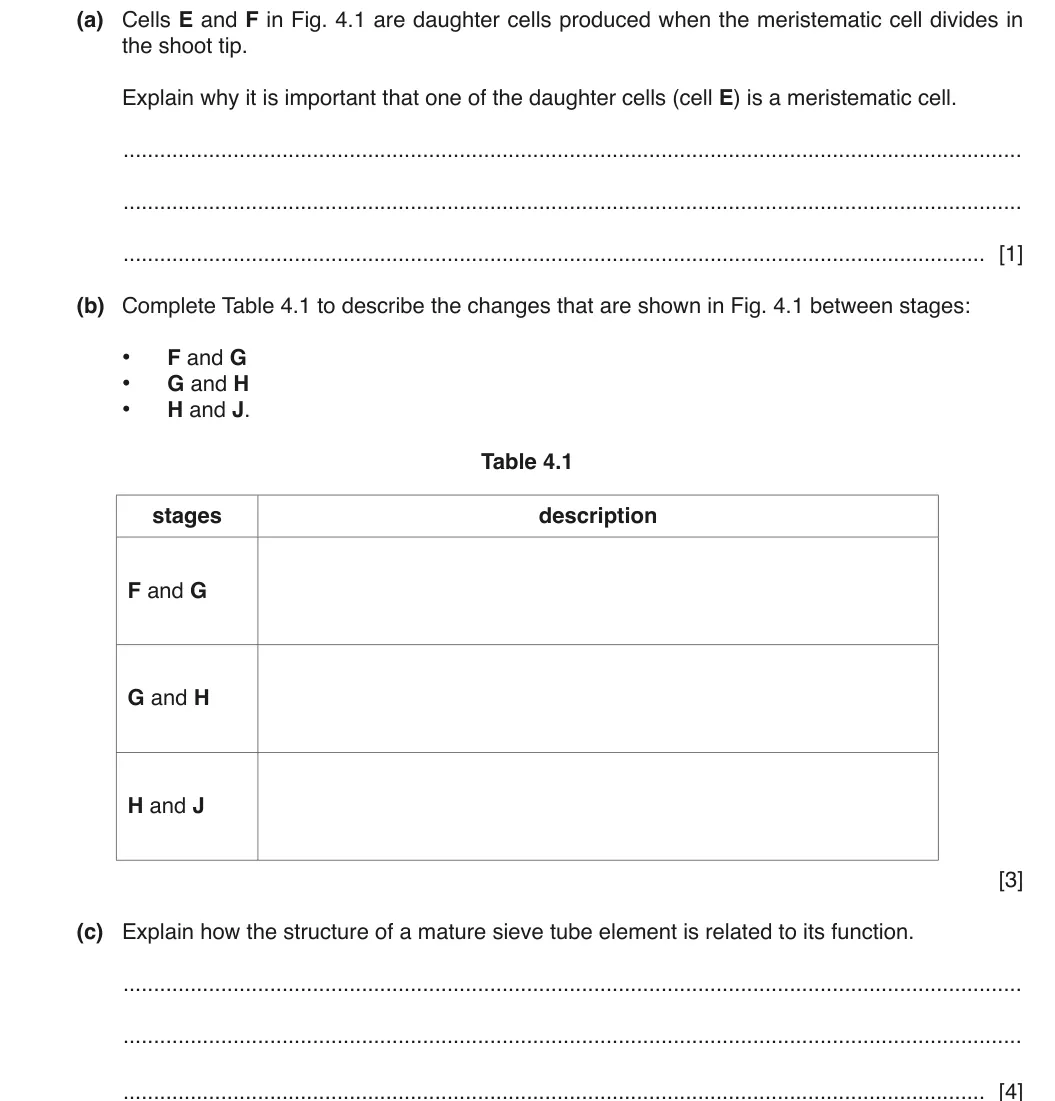 (a) Cells E and F in Fig. 4.1 are daughter cells produced when the meristematic cell divides in
the shoot tip.
Explain why it is important that one of the daughter cells (cell E) is a meristematic cell.
....................................................................................................................................................
....................................................................................................................................................
.............................................................................................................................................. [1]
(b) Complete Table 4.1 to describe the changes that are shown in Fig. 4.1 between stages:
• F and G
• G and H
• H and J.
Table 4.1
stages description
F and G
G and H
H and J
[3]
(c) Explain how the structure of a mature sieve tube element is related to its function.
....................................................................................................................................................
....................................................................................................................................................
.............................................................................................................................................. [4]